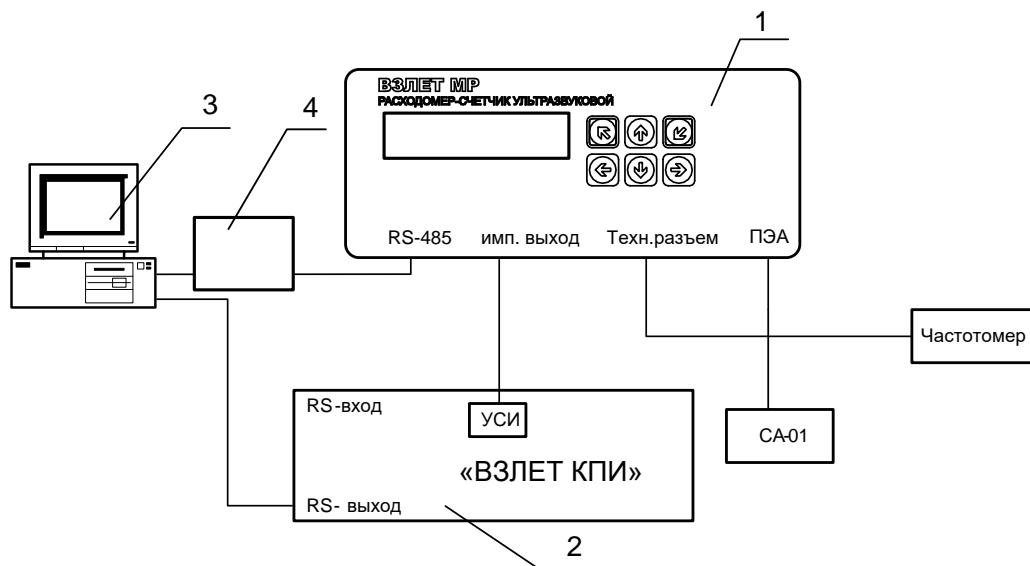 1
ВЗЛЕТ МР
РАСХОДОМЕР-СЧЕТЧИК УЛЬТРАЗВУКОВОЙ
3
4
RS-485 имп. выход Техн.разъем ПЭА
Частотомер
RS-вход
УСИ
СА-01
«ВЗЛЕТ КПИ»
RS- выход
2